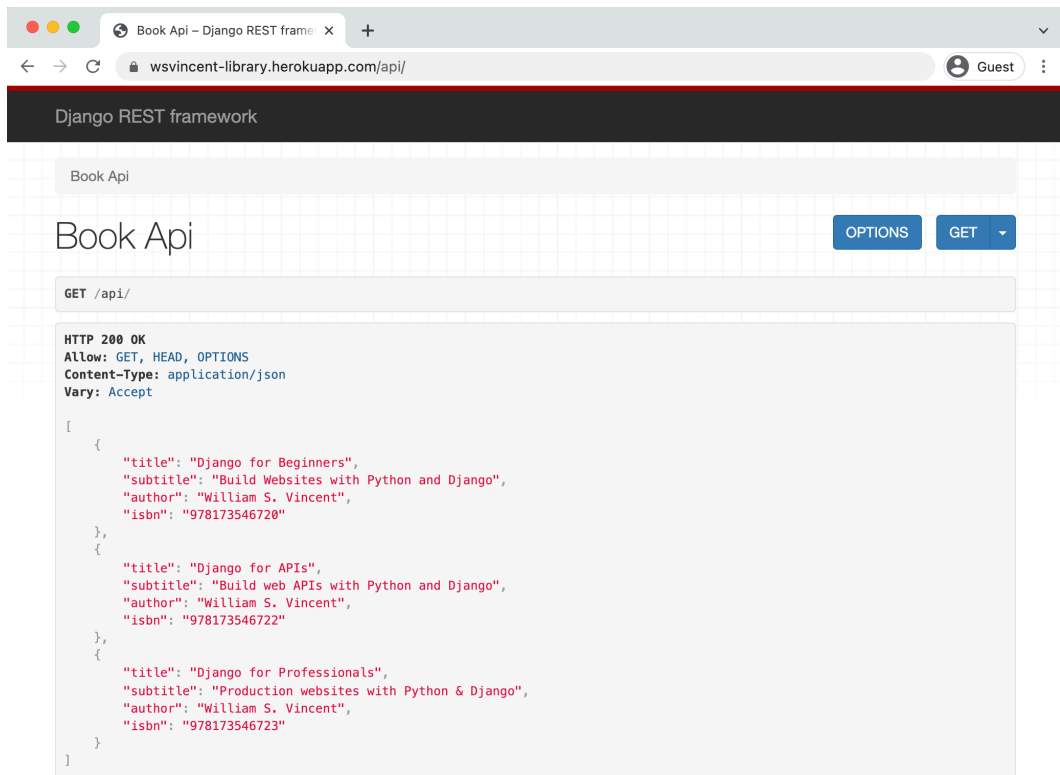 Book Api – Django REST frame
wsvincent-library.herokuapp.com/api/
Guest
Django REST framework
Book Api
Book Api
OPTIONS
GET
GET /api/
HTTP 200 OK
Allow: GET, HEAD, OPTIONS
Content-Type: application/json
Vary: Accept
[
    {
        "title": "Django for Beginners",
        "subtitle": "Build Websites with Python and Django",
        "author": "William S. Vincent",
        "isbn": "978173546720"
    },
    {
        "title": "Django for APIs",
        "subtitle": "Build web APIs with Python and Django",
        "author": "William S. Vincent",
        "isbn": "978173546722"
    },
    {
        "title": "Django for Professionals",
        "subtitle": "Production websites with Python & Django",
        "author": "William S. Vincent",
        "isbn": "978173546723"
    }
]